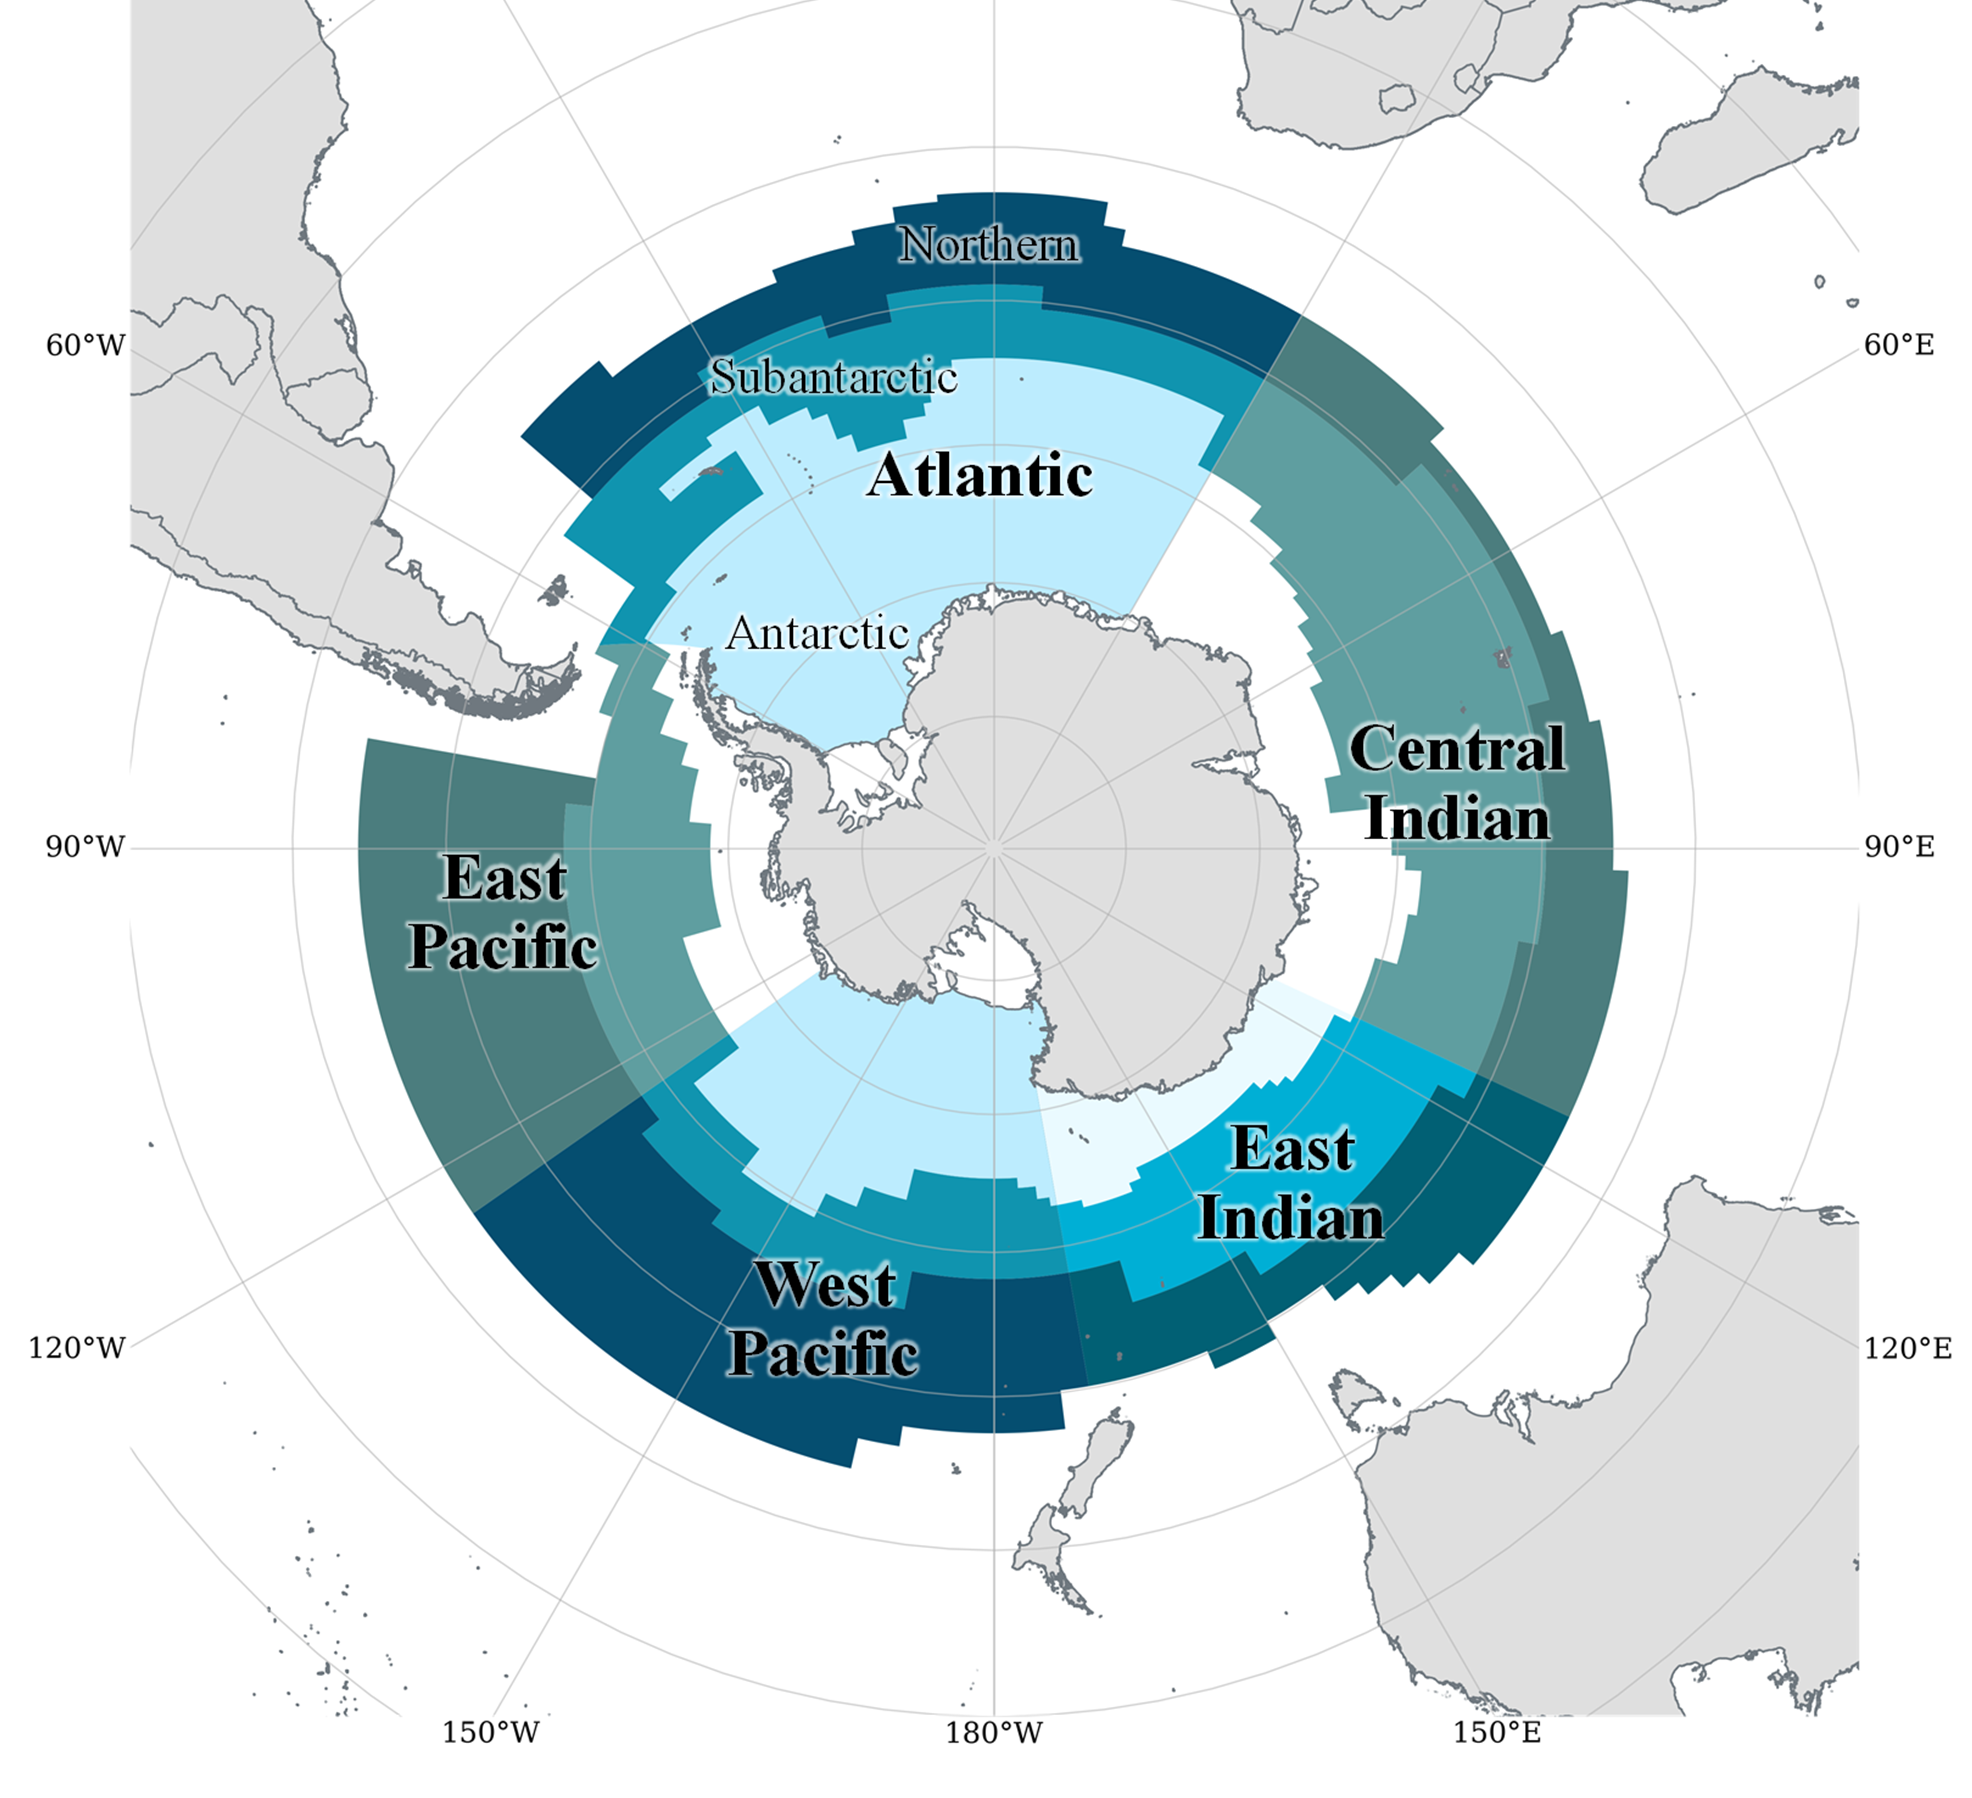 Northern
60°W
60°E
Subantarctic
Atlantic
Antarctic
Central
Indian
90°W
90°E
East
Pacific
East
Indian
West
Pacific
120°W
120°E
150°W
180°W
150°E